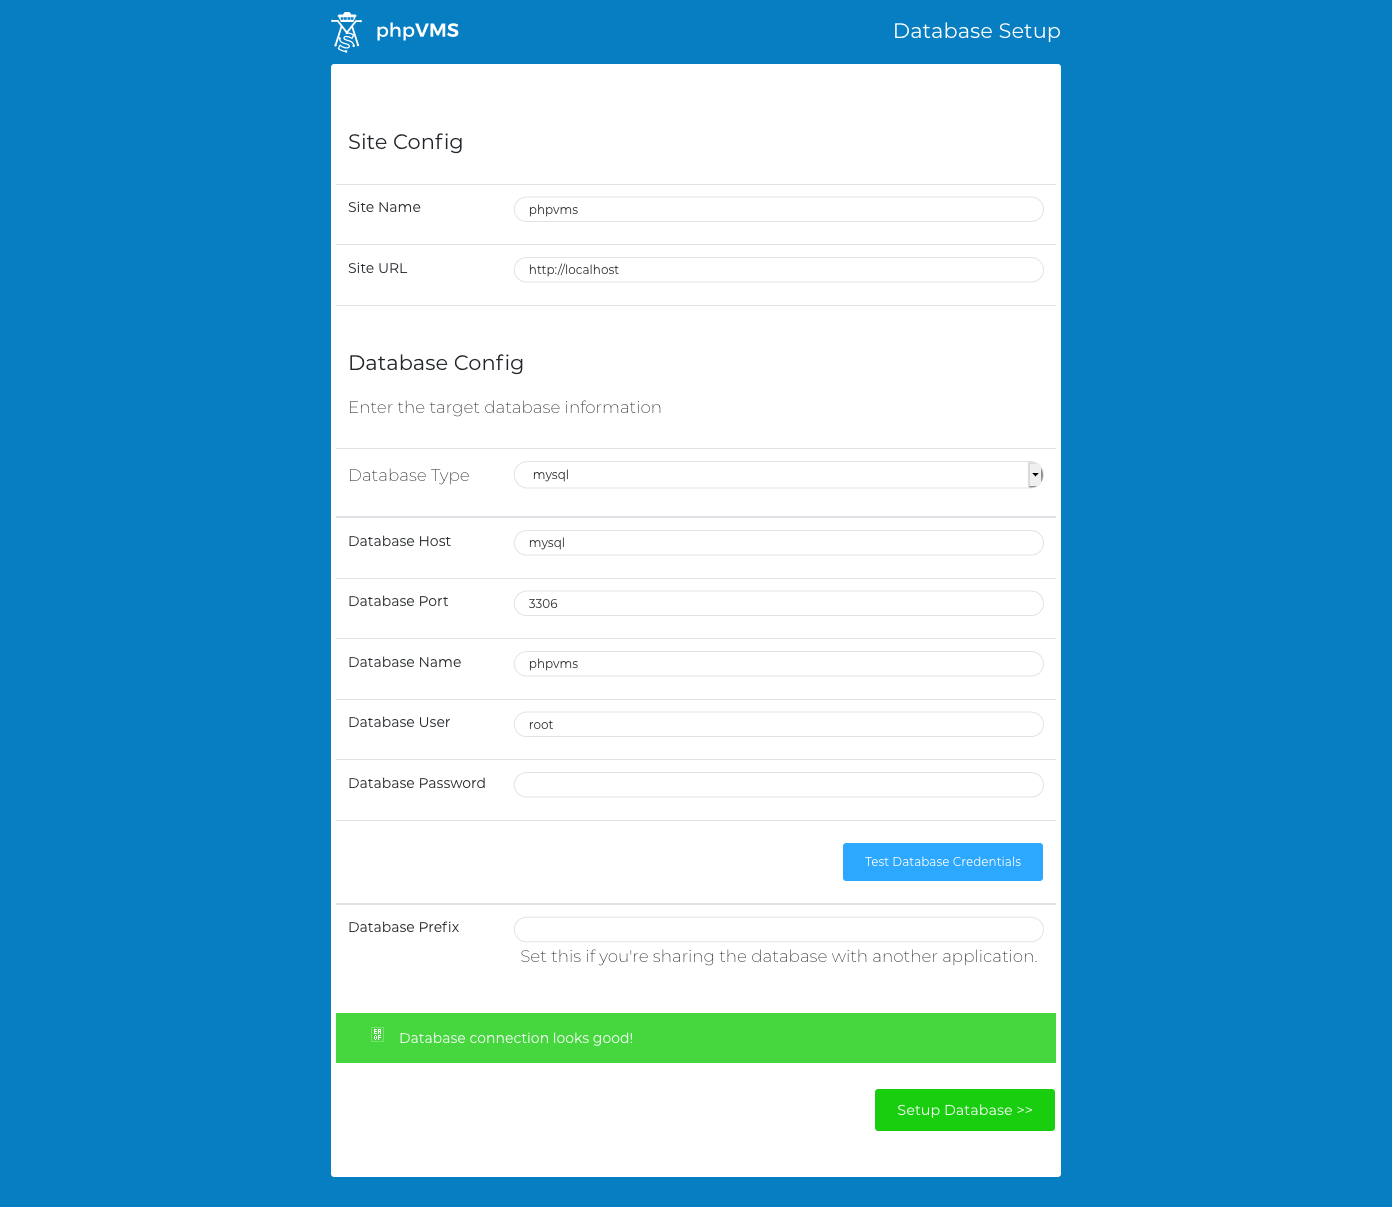 phpVMS
Database Setup
Site Config
Site Name
phpvms
Site URL
http://localhost
Database Config
Enter the target database information
Database Type
mysql
Database Host
mysql
Database Port
3306
Database Name
phpvms
Database User
root
Database Password
Test Database Credentials
Database Prefix
Set this if you're sharing the database with another application.
Database connection looks good!
Setup Database >>